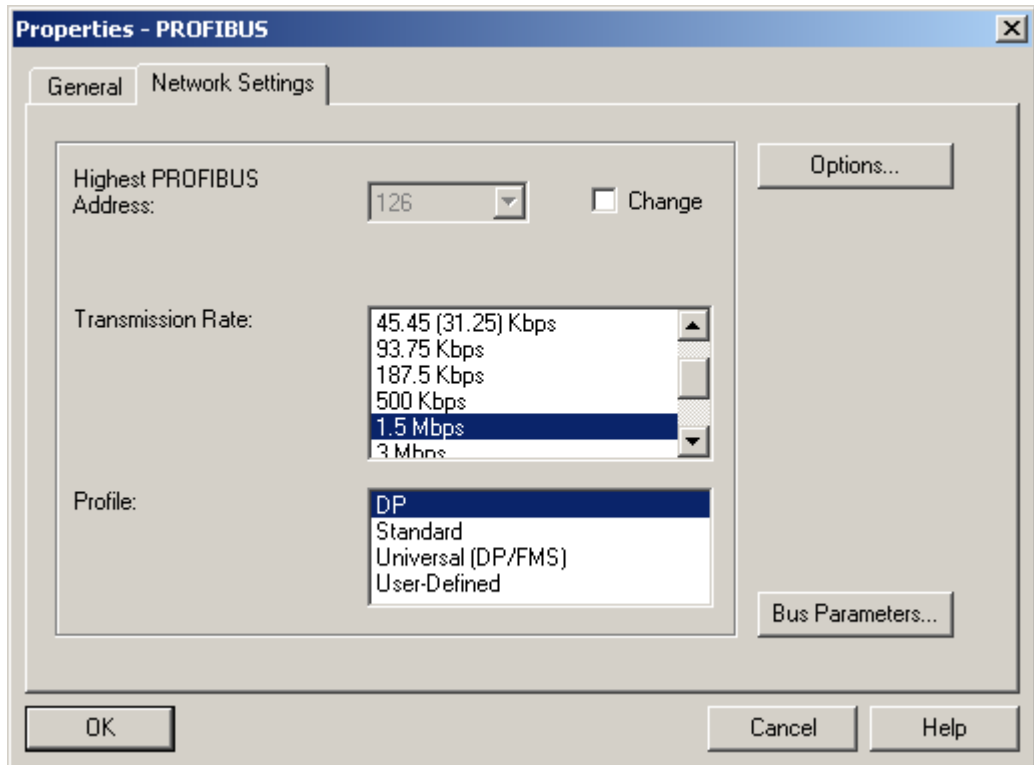 Properties - PROFIBUS
General
Network Settings
Highest PROFIBUS
Address:
126
Change
Options...
Transmission Rate:
45.45 (31.25) Kbps
93.75 Kbps
187.5 Kbps
500 Kbps
1.5 Mbps
3 Mbps
Profile:
DP
Standard
Universal (DP/FMS)
User-Defined
Bus Parameters...
OK
Cancel
Help